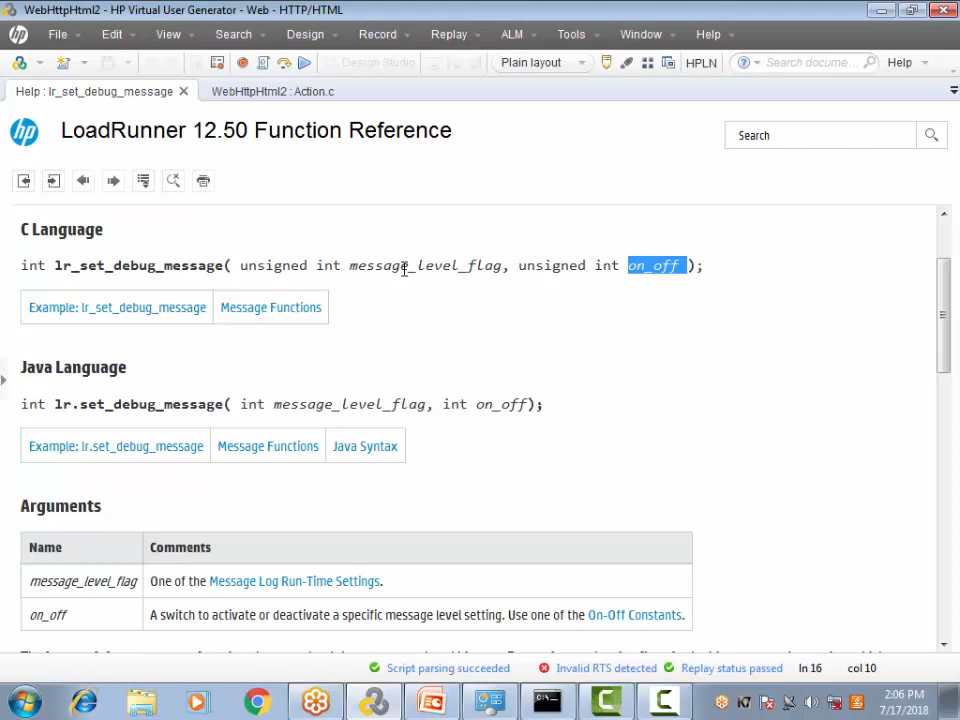 WebHttpHtml2 - HP Virtual User Generator - Web - HTTP/HTML
File Edit View Search Design Record Replay ALM Tools Window Help
Design Studio Plain layout HPLN Search docume... Help
Help : lr_set_debug_message WebHttpHtml2 : Action.c
hp LoadRunner 12.50 Function Reference
Search
C Language
int lr_set_debug_message( unsigned int message_level_flag, unsigned int on_off );
Example: lr_set_debug_message Message Functions
Java Language
int lr.set_debug_message( int message_level_flag, int on_off);
Example: lr.set_debug_message Message Functions Java Syntax
Arguments
Name Comments
message_level_flag One of the Message Log Run-Time Settings.
on_off A switch to activate or deactivate a specific message level setting. Use one of the On-Off Constants.
Script parsing succeeded Invalid RTS detected Replay status passed ln 16 col 10
2:06 PM
7/17/2018